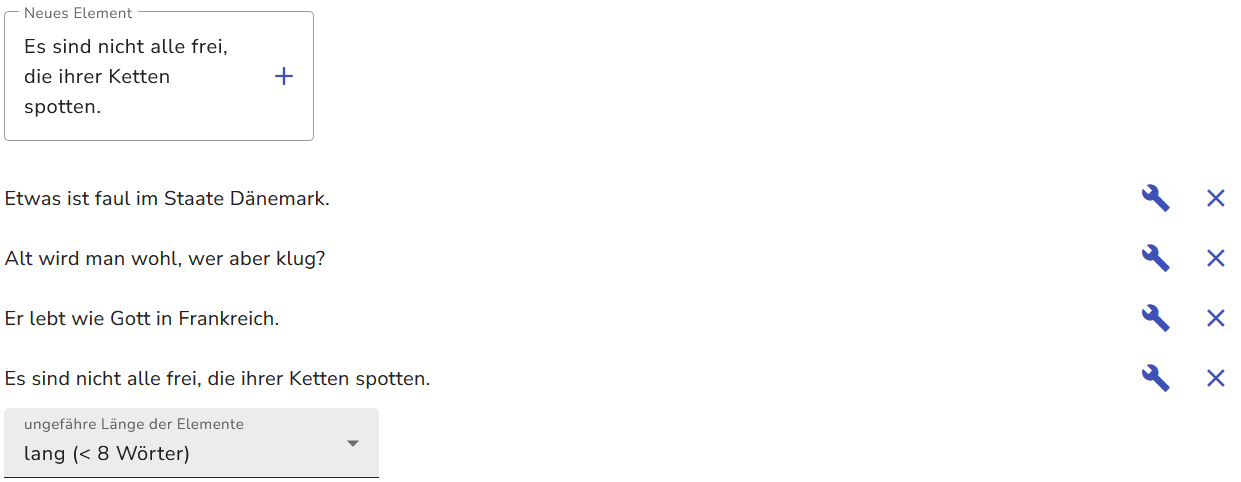 Neues Element
Es sind nicht alle frei,
die ihrer Ketten
spotten.
Etwas ist faul im Staate Dänemark.
Alt wird man wohl, wer aber klug?
Er lebt wie Gott in Frankreich.
Es sind nicht alle frei, die ihrer Ketten spotten.
ungefähre Länge der Elemente
lang (< 8 Wörter)